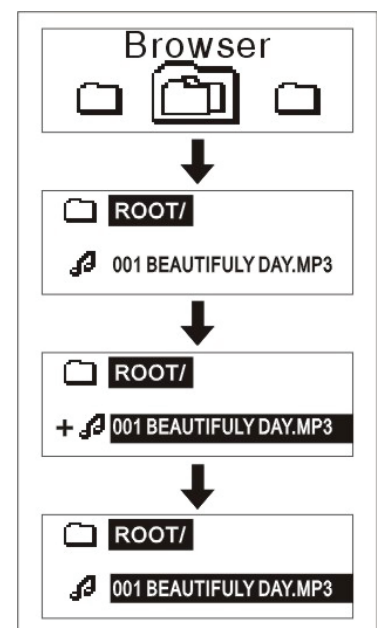 Browser
ROOT/
001 BEAUTIFULY DAY.MP3
ROOT/
+ 001 BEAUTIFULY DAY.MP3
ROOT/
001 BEAUTIFULY DAY.MP3